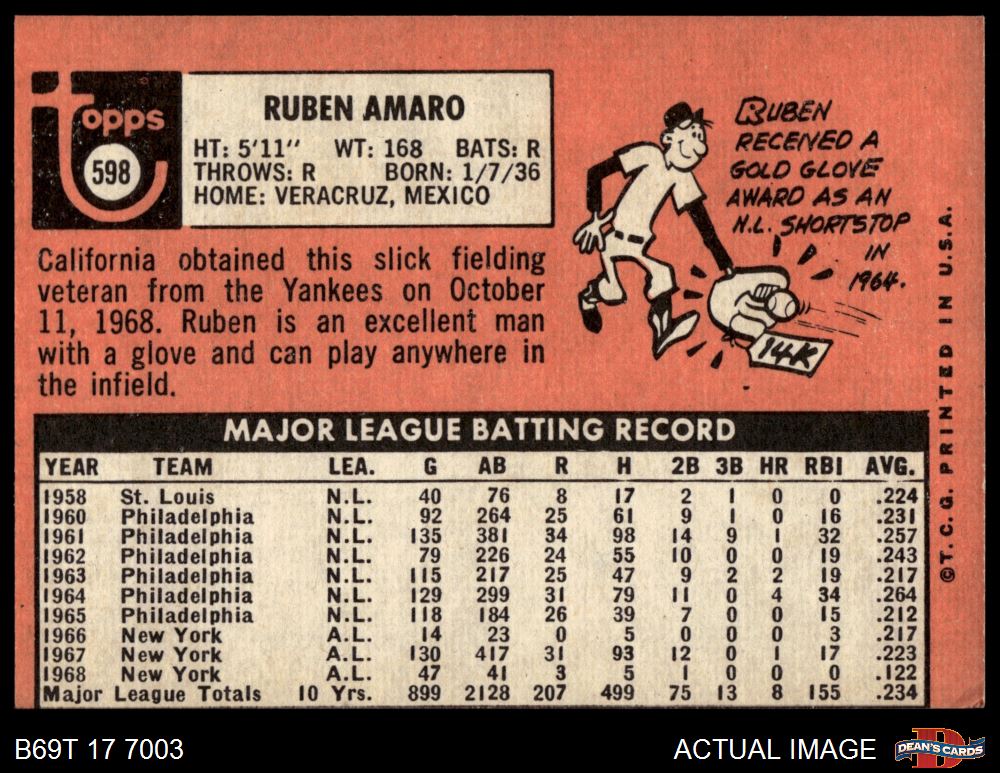 Topps
598
RUBEN AMARO
HT: 5'11" WT: 168 BATS: R
THROWS: R BORN: 1/7/36
HOME: VERACRUZ, MEXICO
California obtained this slick fielding
veteran from the Yankees on October
11, 1968. Ruben is an excellent man
with a glove and can play anywhere in
the infield.
RUBEN
RECEIVED A
GOLD GLOVE
AWARD AS AN
N.L. SHORTSTOP
IN
1964.
14K
MAJOR LEAGUE BATTING RECORD
YEAR TEAM LEA. G AB R H 2B 3B HR RBI AVG.
1958 St. Louis N.L. 40 76 8 17 2 1 0 0 .224
1960 Philadelphia N.L. 92 264 25 61 9 1 0 16 .231
1961 Philadelphia N.L. 135 381 34 98 14 9 1 32 .257
1962 Philadelphia N.L. 79 226 24 55 10 0 0 19 .243
1963 Philadelphia N.L. 115 217 25 47 9 2 2 19 .217
1964 Philadelphia N.L. 129 299 31 79 11 0 4 34 .264
1965 Philadelphia N.L. 118 184 26 39 7 0 0 15 .212
1966 New York A.L. 14 23 0 5 0 0 0 3 .217
1967 New York A.L. 130 417 31 93 12 0 1 17 .223
1968 New York A.L. 47 41 3 5 1 0 0 0 .122
Major League Totals 10 Yrs. 899 2128 207 499 75 13 8 155 .234
©T.C.G. PRINTED IN U.S.A.
B69T 17 7003
ACTUAL IMAGE
D
DEAN'S CARDS